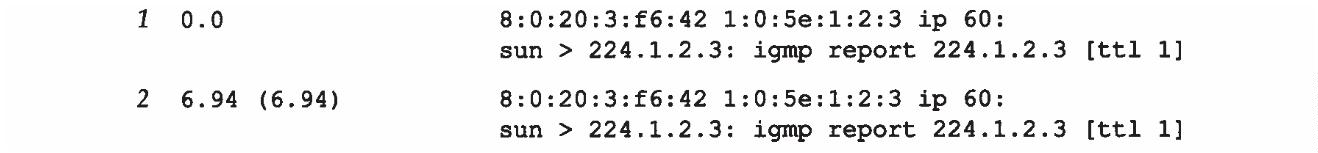 1 0.0 8:0:20:3:f6:42 1:0:5e:1:2:3 ip 60:
sun > 224.1.2.3: igmp report 224.1.2.3 [ttl 1]
2 6.94 (6.94) 8:0:20:3:f6:42 1:0:5e:1:2:3 ip 60:
sun > 224.1.2.3: igmp report 224.1.2.3 [ttl 1]